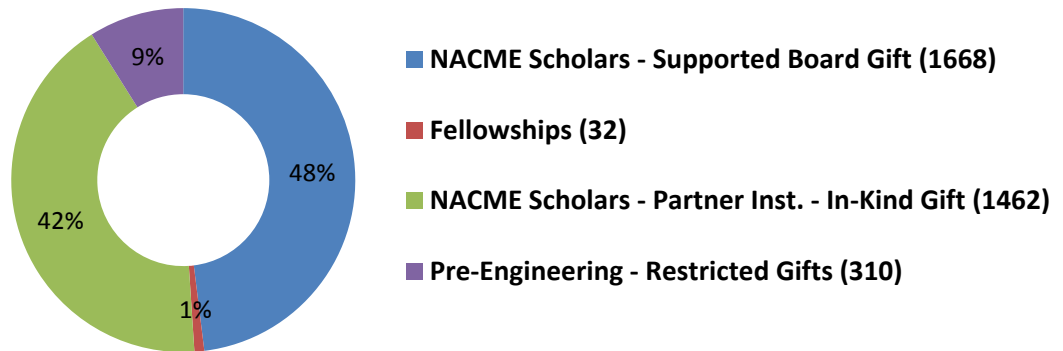 9%
48%
42%
1%
NACME Scholars - Supported Board Gift (1668)
Fellowships (32)
NACME Scholars - Partner Inst. - In-Kind Gift (1462)
Pre-Engineering - Restricted Gifts (310)